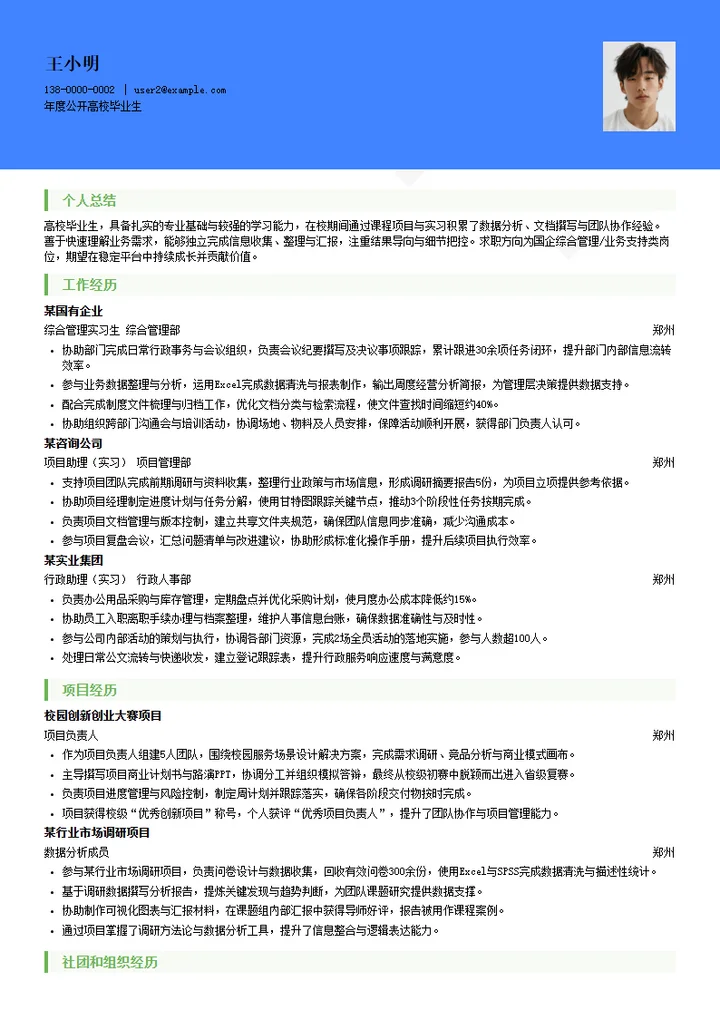 王小明
138-0000-0002 | user2@example.com
年度公开高校毕业生
个人总结
高校毕业生，具备扎实的专业基础与较强的学习能力，在校期间通过课程项目与实习积累了数据分析、文档撰写与团队协作经验。
善于快速理解业务需求，能够独立完成信息收集、整理与汇报，注重结果导向与细节把控。求职方向为国企综合管理/业务支持类岗
位，期望在稳定平台中持续成长并贡献价值。
工作经历
某国有企业
综合管理实习生 综合管理部 郑州
• 协助部门完成日常行政事务与会议组织，负责会议纪要撰写及决议事项跟踪，累计跟进30余项任务闭环，提升部门内部信息流转
效率。
• 参与业务数据整理与分析，运用Excel完成数据清洗与报表制作，输出周度经营分析简报，为管理层决策提供数据支持。
• 配合完成制度文件梳理与归档工作，优化文档分类与检索流程，使文件查找时间缩短约40%。
• 协助组织跨部门沟通会与培训活动，协调场地、物料及人员安排，保障活动顺利开展，获得部门负责人认可。
某咨询公司
项目助理（实习） 项目管理部 郑州
• 支持项目团队完成前期调研与资料收集，整理行业政策与市场信息，形成调研摘要报告5份，为项目立项提供参考依据。
• 协助项目经理制定进度计划与任务分解，使用甘特图跟踪关键节点，推动3个阶段性任务按期完成。
• 负责项目文档管理与版本控制，建立共享文件夹规范，确保团队信息同步准确，减少沟通成本。
• 参与项目复盘会议，汇总问题清单与改进建议，协助形成标准化操作手册，提升后续项目执行效率。
某实业集团
行政助理（实习） 行政人事部 郑州
• 负责办公用品采购与库存管理，定期盘点并优化采购计划，使月度办公成本降低约15%。
• 协助员工入职离职手续办理与档案整理，维护人事信息台账，确保数据准确性与及时性。
• 参与公司内部活动的策划与执行，协调各部门资源，完成2场全员活动的落地实施，参与人数超100人。
• 处理日常公文流转与快递收发，建立登记跟踪表，提升行政服务响应速度与满意度。
项目经历
校园创新创业大赛项目
项目负责人 郑州
• 作为项目负责人组建5人团队，围绕校园服务场景设计解决方案，完成需求调研、竞品分析与商业模式画布。
• 主导撰写项目商业计划书与路演PPT，协调分工并组织模拟答辩，最终从校级初赛中脱颖而出进入省级复赛。
• 负责项目进度管理与风险控制，制定周计划并跟踪落实，确保各阶段交付物按时完成。
• 项目获得校级“优秀创新项目”称号，个人获评“优秀项目负责人”，提升了团队协作与项目管理能力。
某行业市场调研项目
数据分析成员 郑州
• 参与某行业市场调研项目，负责问卷设计与数据收集，回收有效问卷300余份，使用Excel与SPSS完成数据清洗与描述性统计。
• 基于调研数据撰写分析报告，提炼关键发现与趋势判断，为团队课题研究提供数据支撑。
• 协助制作可视化图表与汇报材料，在课题组内部汇报中获得导师好评，报告被用作课程案例。
• 通过项目掌握了调研方法论与数据分析工具，提升了信息整合与逻辑表达能力。
社团和组织经历